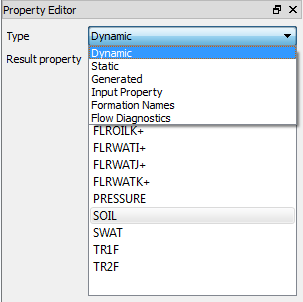 Property Editor
Type Dynamic
Dynamic
Result property
Static
Generated
Input Property
Formation Names
Flow Diagnostics
FLROILK+
FLRWATI+
FLRWATJ+
FLRWATK+
PRESSURE
SOIL
SWAT
TR1F
TR2F